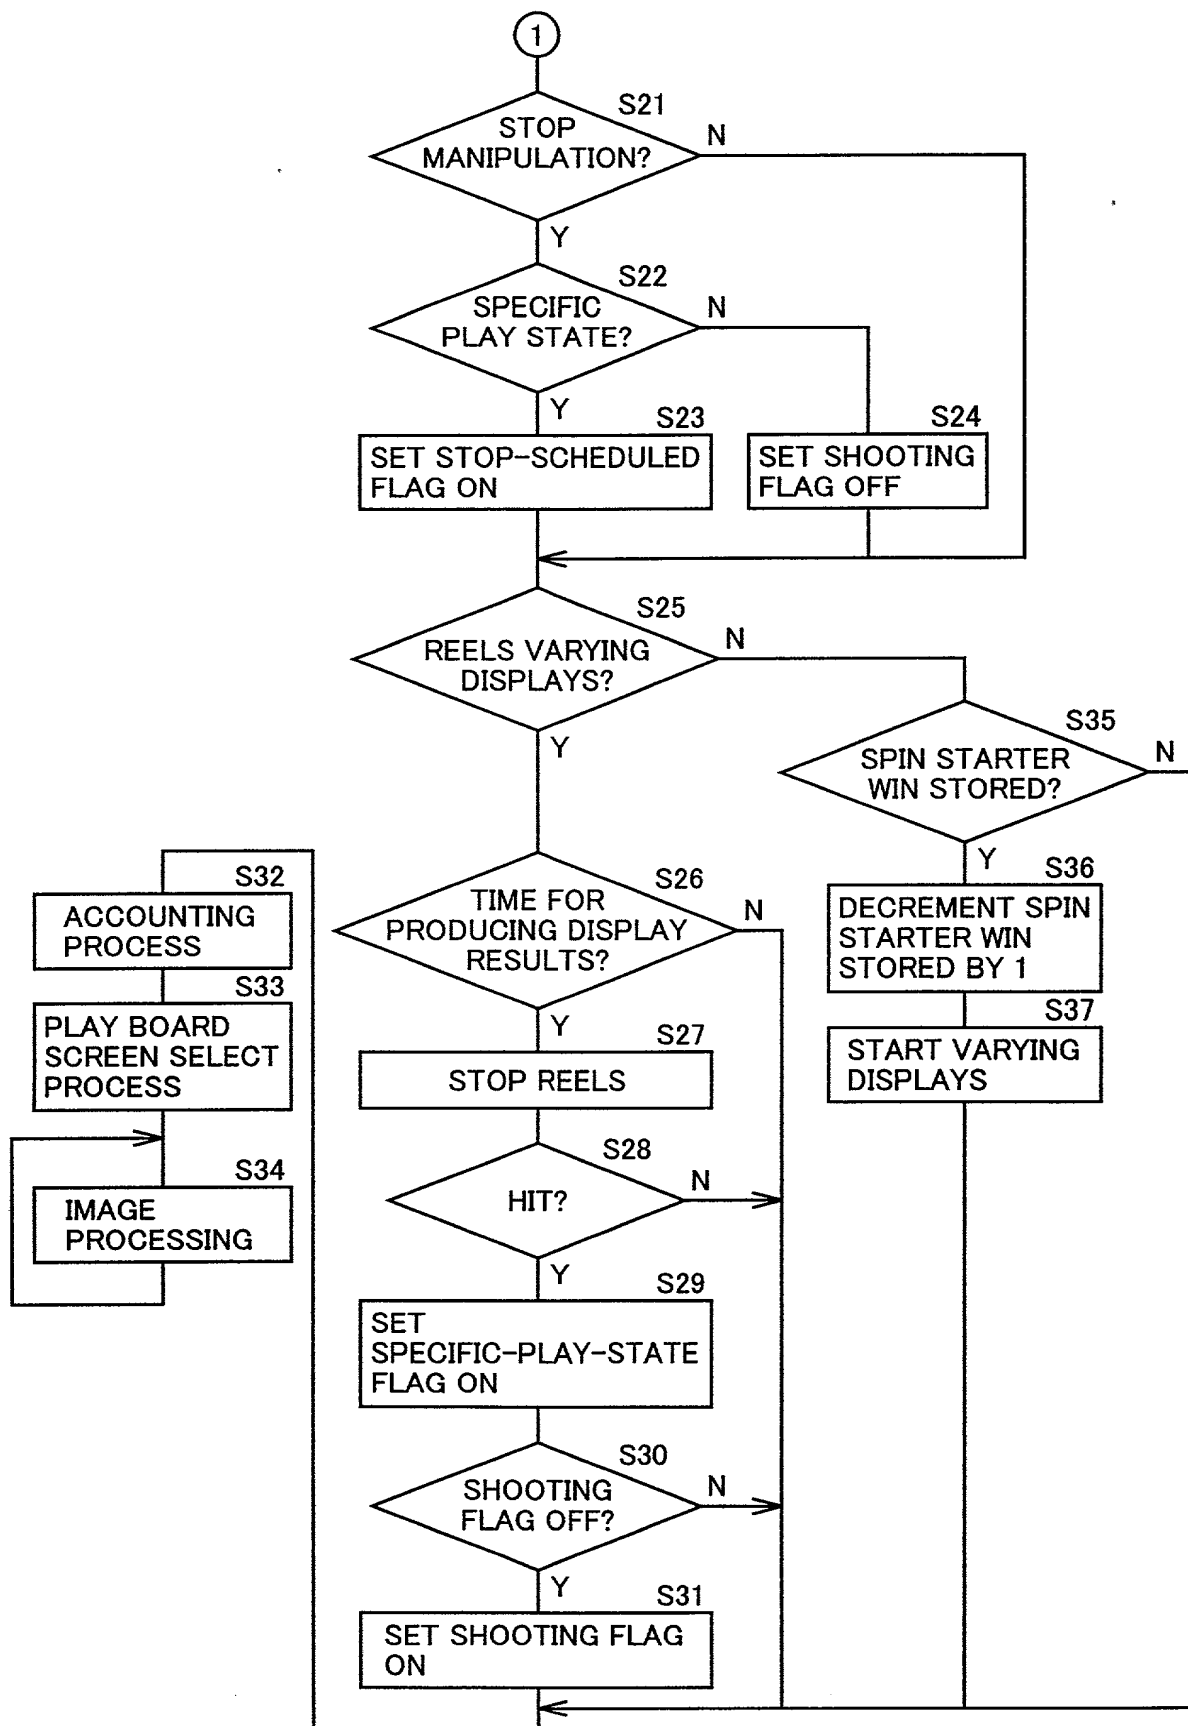 1
S21
STOP
MANIPULATION?
N
Y
S22
SPECIFIC
PLAY STATE?
N
Y
S23
SET STOP-SCHEDULED
FLAG ON
S24
SET SHOOTING
FLAG OFF
S25
REELS VARYING
DISPLAYS?
N
Y
S35
SPIN STARTER
WIN STORED?
N
Y
S36
DECREMENT SPIN
STARTER WIN
STORED BY 1
S37
START VARYING
DISPLAYS
S26
TIME FOR
PRODUCING DISPLAY
RESULTS?
N
Y
S27
STOP REELS
S28
HIT?
N
Y
S29
SET
SPECIFIC-PLAY-STATE
FLAG ON
S30
SHOOTING
FLAG OFF?
N
Y
S31
SET SHOOTING FLAG
ON
S32
ACCOUNTING
PROCESS
S33
PLAY BOARD
SCREEN SELECT
PROCESS
S34
IMAGE
PROCESSING